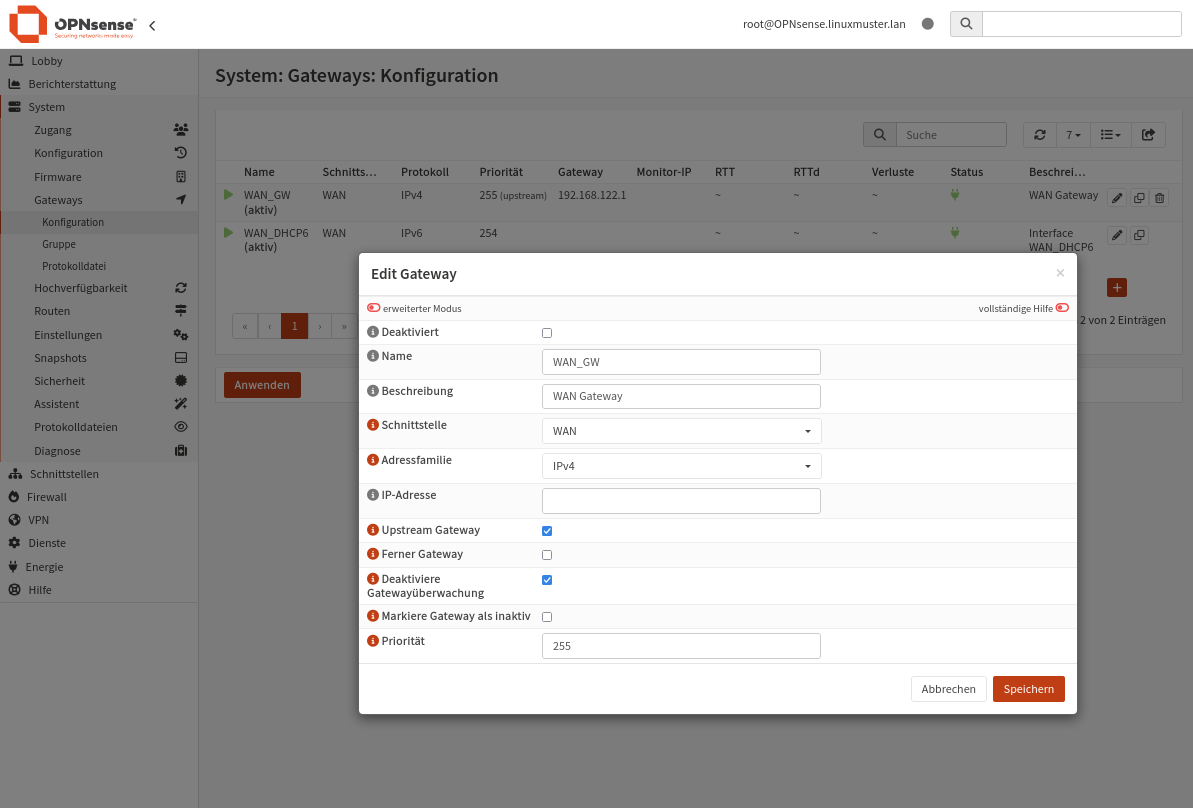 OPNsense
Securing networks made easy
root@OPNsense.linuxmuster.lan
Lobby
Berichterstattung
System
Zugang
Konfiguration
Firmware
Gateways
Konfiguration
Gruppe
Protokolldatei
Hochverfügbarkeit
Routen
Einstellungen
Snapshots
Sicherheit
Assistent
Protokolldateien
Diagnose
Schnittstellen
Firewall
VPN
Dienste
Energie
Hilfe
System: Gateways: Konfiguration
Suche
7
Name Schnitts... Protokoll Priorität Gateway Monitor-IP RTT RTTd Verluste Status Beschrei...
WAN_GW (aktiv) WAN IPv4 255 (upstream) 192.168.122.1 ~ ~ ~ WAN Gateway
WAN_DHCP6 (aktiv) WAN IPv6 254 ~ ~ ~ Interface WAN_DHCP6
« ‹ 1 › »
2 von 2 Einträgen
Anwenden
Edit Gateway
×
erweiterter Modus vollständige Hilfe
Deaktiviert
Name WAN_GW
Beschreibung WAN Gateway
Schnittstelle WAN
Adressfamilie IPv4
IP-Adresse
Upstream Gateway
Ferner Gateway
Deaktiviere
Gatewayüberwachung
Markiere Gateway als inaktiv
Priorität 255
Abbrechen Speichern